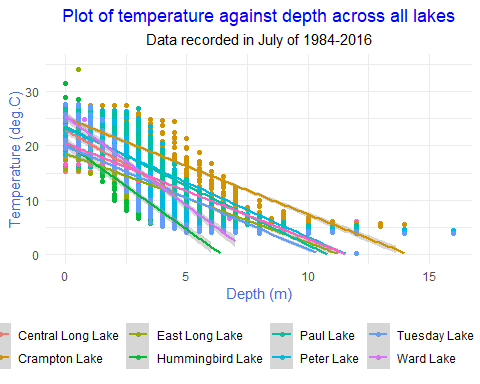 Plot of temperature against depth across all lakes
Data recorded in July of 1984-2016
Temperature (deg.C)
30
20
10
0
0 5 10 15
Depth (m)
Central Long Lake East Long Lake Paul Lake Tuesday Lake
Crampton Lake Hummingbird Lake Peter Lake Ward Lake